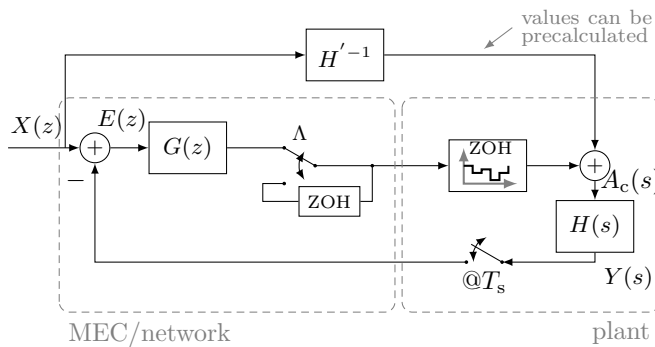 values can be
precalculated
H′−1
X(z)
E(z)
G(z)
Λ
ZOH
ZOH
A_c(s)
H(s)
−
@T_s
Y(s)
MEC/network
plant